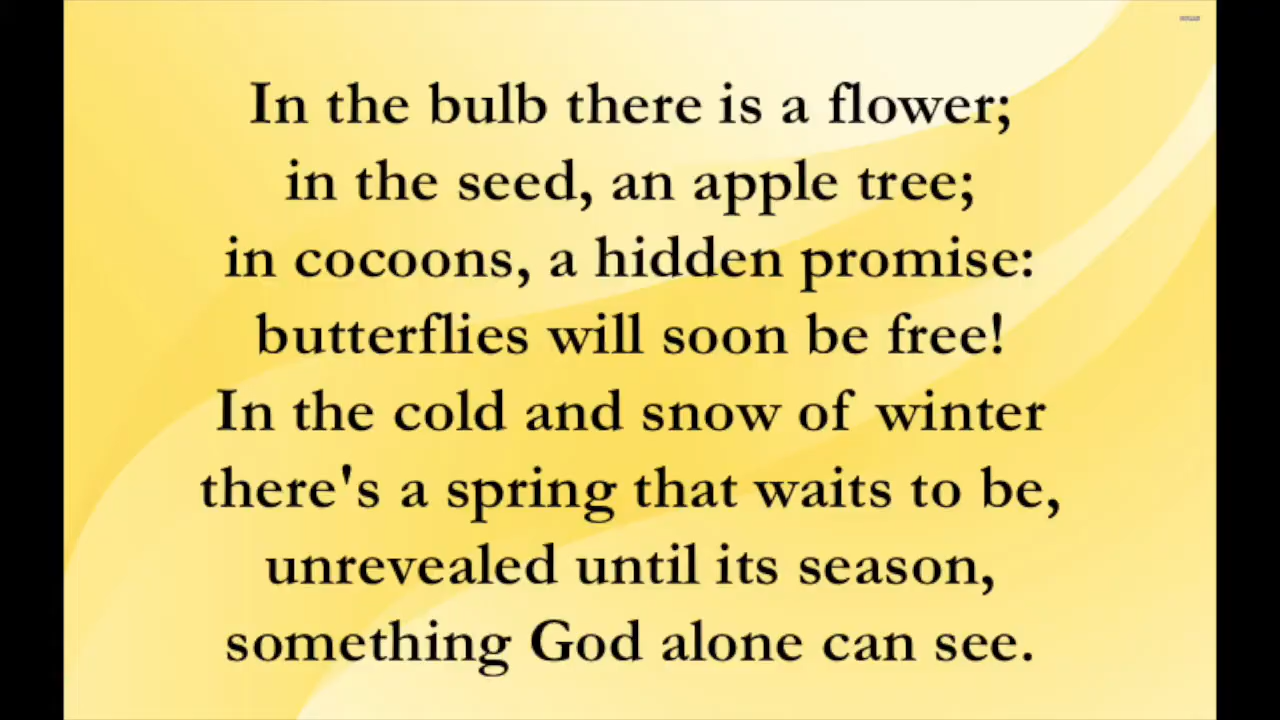 In the bulb there is a flower;
in the seed, an apple tree;
in cocoons, a hidden promise:
butterflies will soon be free!
In the cold and snow of winter
there's a spring that waits to be,
unrevealed until its season,
something God alone can see.